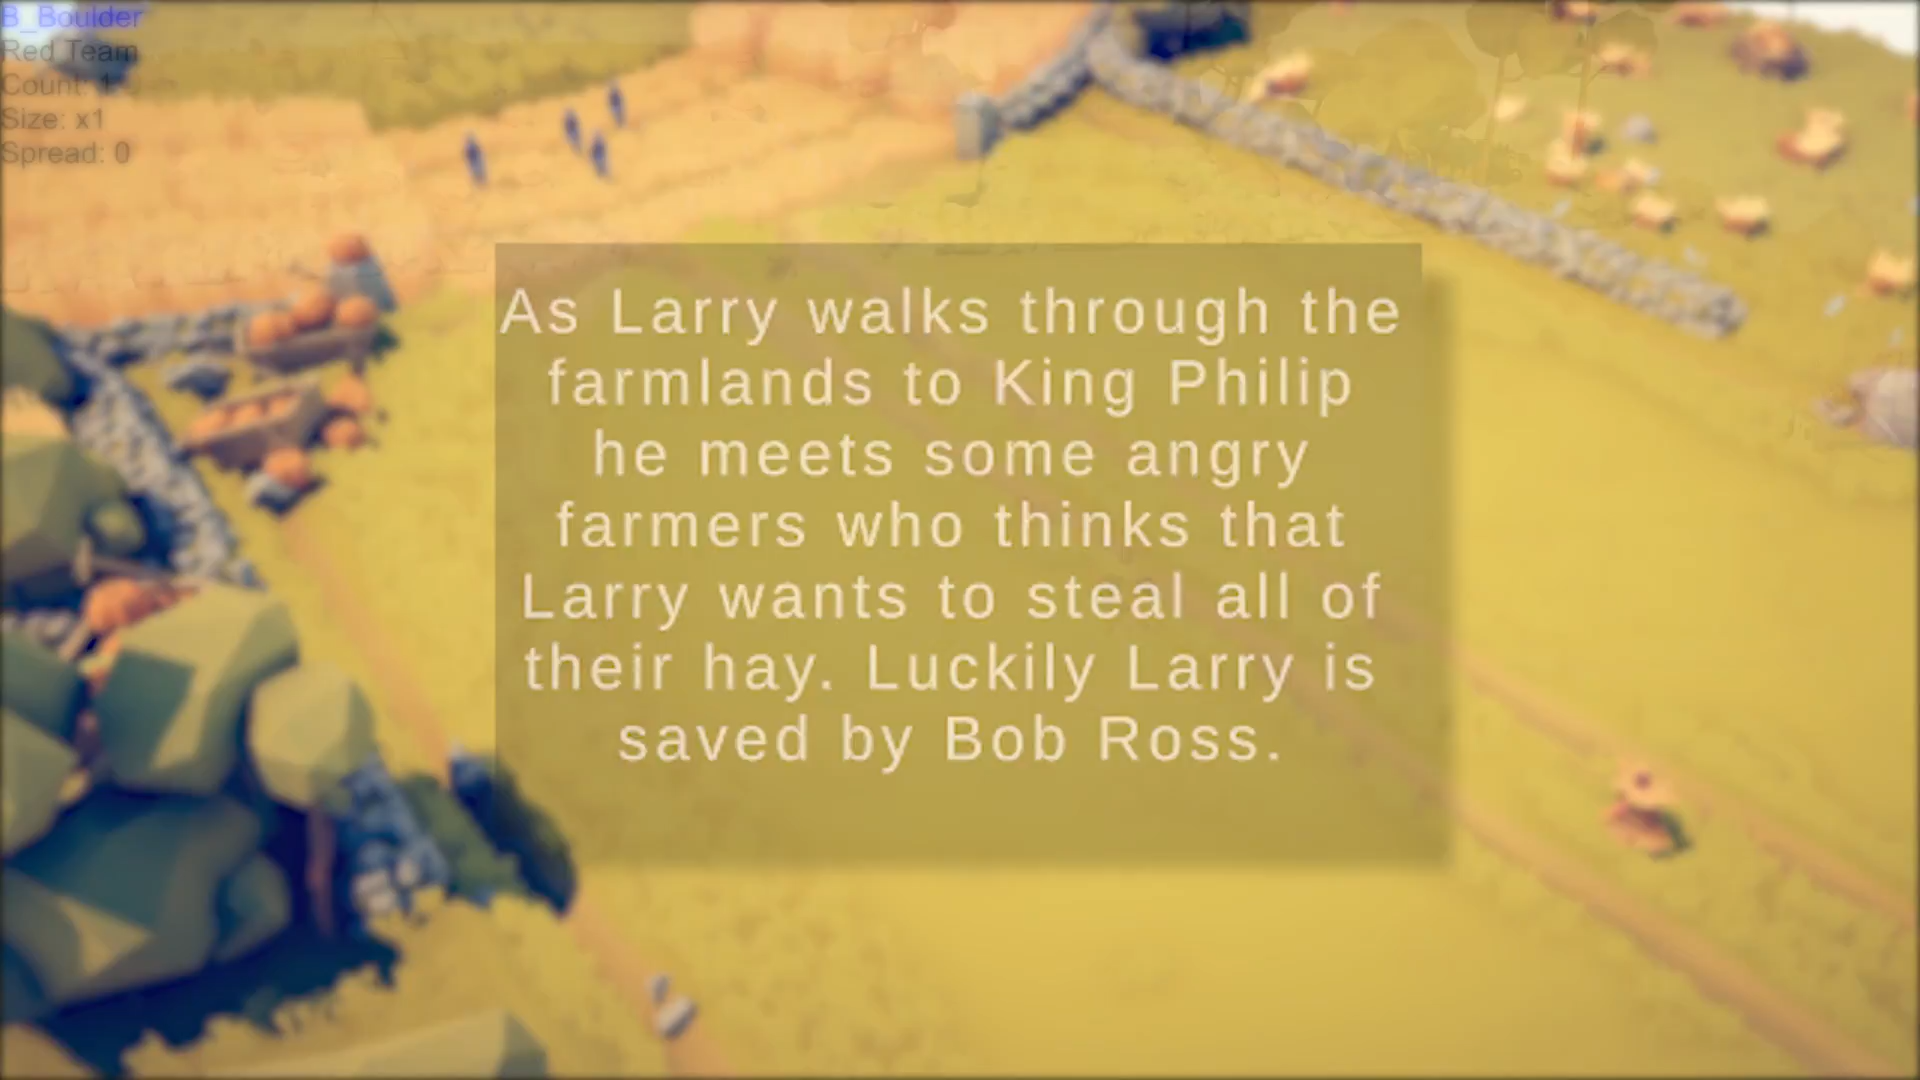 B_Boulder
Red Team
Count: 1
Size: x1
Spread: 0
As Larry walks through the
farmlands to King Philip
he meets some angry
farmers who thinks that
Larry wants to steal all of
their hay. Luckily Larry is
saved by Bob Ross.